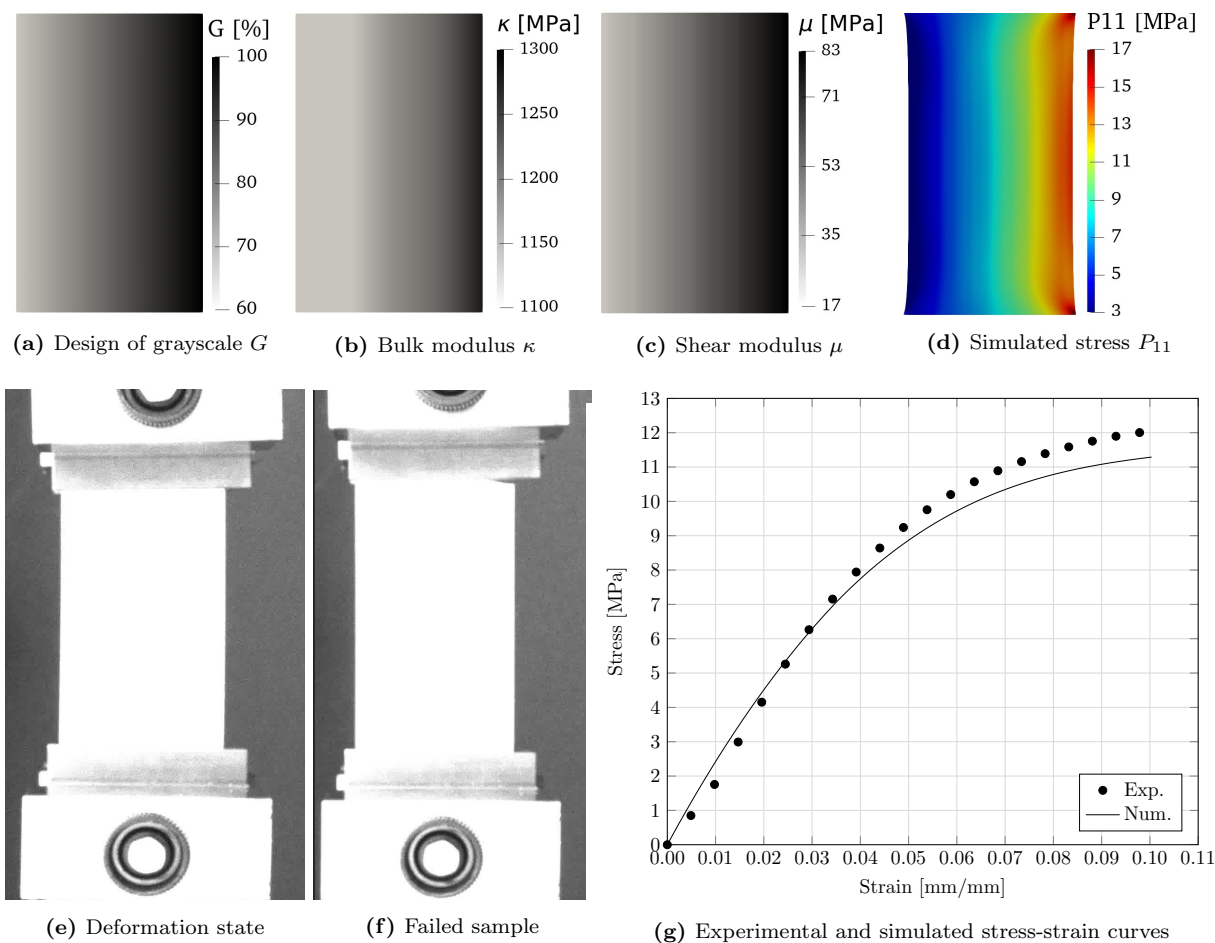 G [%]
100
90
80
70
60
(a) Design of grayscale G
κ [MPa]
1300
1250
1200
1150
1100
(b) Bulk modulus κ
μ [MPa]
83
71
53
35
17
(c) Shear modulus μ
P11 [MPa]
17
15
13
11
9
7
5
3
(d) Simulated stress P₁₁
(e) Deformation state
(f) Failed sample
13
12
11
10
9
8
7
6
5
4
3
2
1
0
Stress [MPa]
0.00 0.01 0.02 0.03 0.04 0.05 0.06 0.07 0.08 0.09 0.10 0.11
Strain [mm/mm]
Exp.
Num.
(g) Experimental and simulated stress-strain curves